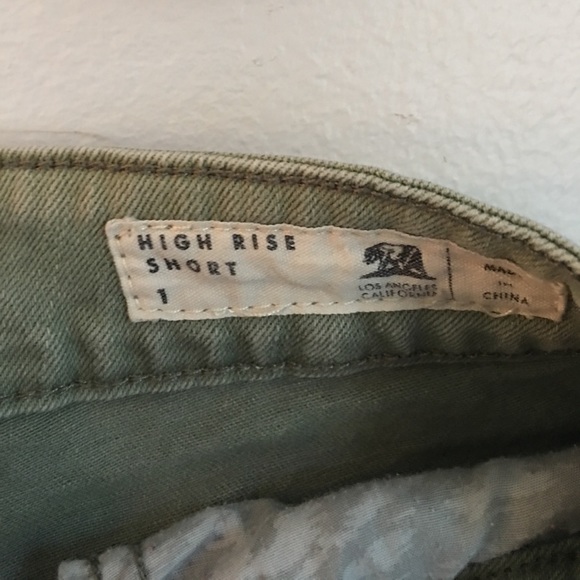 HIGH RISE
SHORT
1
LOS ANGELES
CALIFORNIA
MADE
IN
CHINA